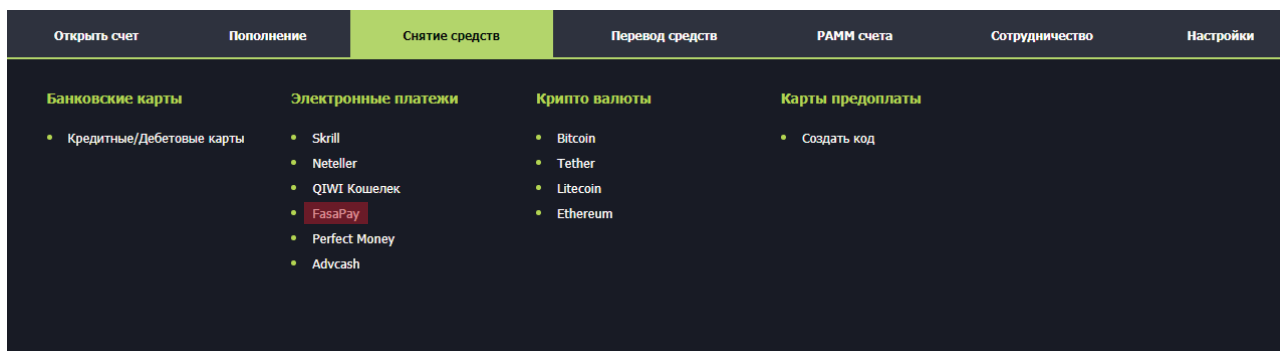 Открыть счет
Пополнение
Снятие средств
Перевод средств
PAMM счета
Сотрудничество
Настройки
Банковские карты
Кредитные/Дебетовые карты
Электронные платежи
Skrill
Neteller
QIWI Кошелек
FasaPay
Perfect Money
Advcash
Крипто валюты
Bitcoin
Tether
Litecoin
Ethereum
Карты предоплаты
Создать код